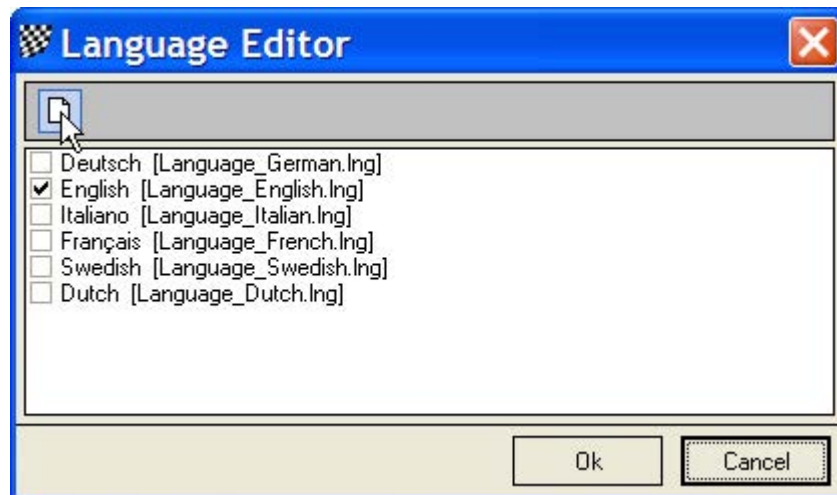 Language Editor
Deutsch [Language_German.lng]
English [Language_English.lng]
Italiano [Language_Italian.lng]
Français [Language_French.lng]
Swedish [Language_Swedish.lng]
Dutch [Language_Dutch.lng]
Ok
Cancel